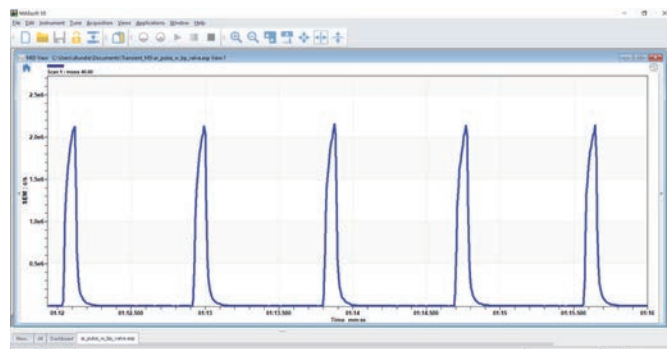 MASsoft 10
File Edit Instrument Tune Acquisition Views Applications Window Help
Scan 1 : mass 40.00
2.5e6
2.0e6
1.5e6
1.0e6
0.5e6
SEM : c/s
01:12 01:12.500 01:13 01:13.500 01:14 01:14.500 01:15 01:15.500 01:16
Time mm:ss
All Dashboard ar_pulse_w_bp_valve.exp